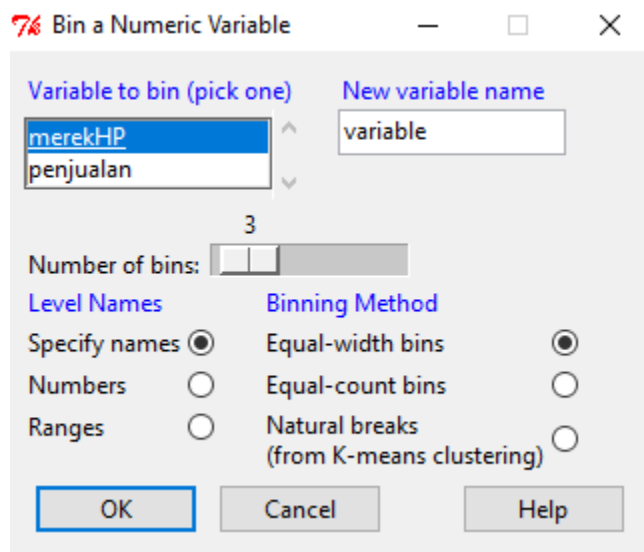 Bin a Numeric Variable
Variable to bin (pick one)
New variable name
merekHP
penjualan
variable
3
Number of bins:
Level Names
Binning Method
Specify names
Equal-width bins
Numbers
Equal-count bins
Ranges
Natural breaks
(from K-means clustering)
OK
Cancel
Help